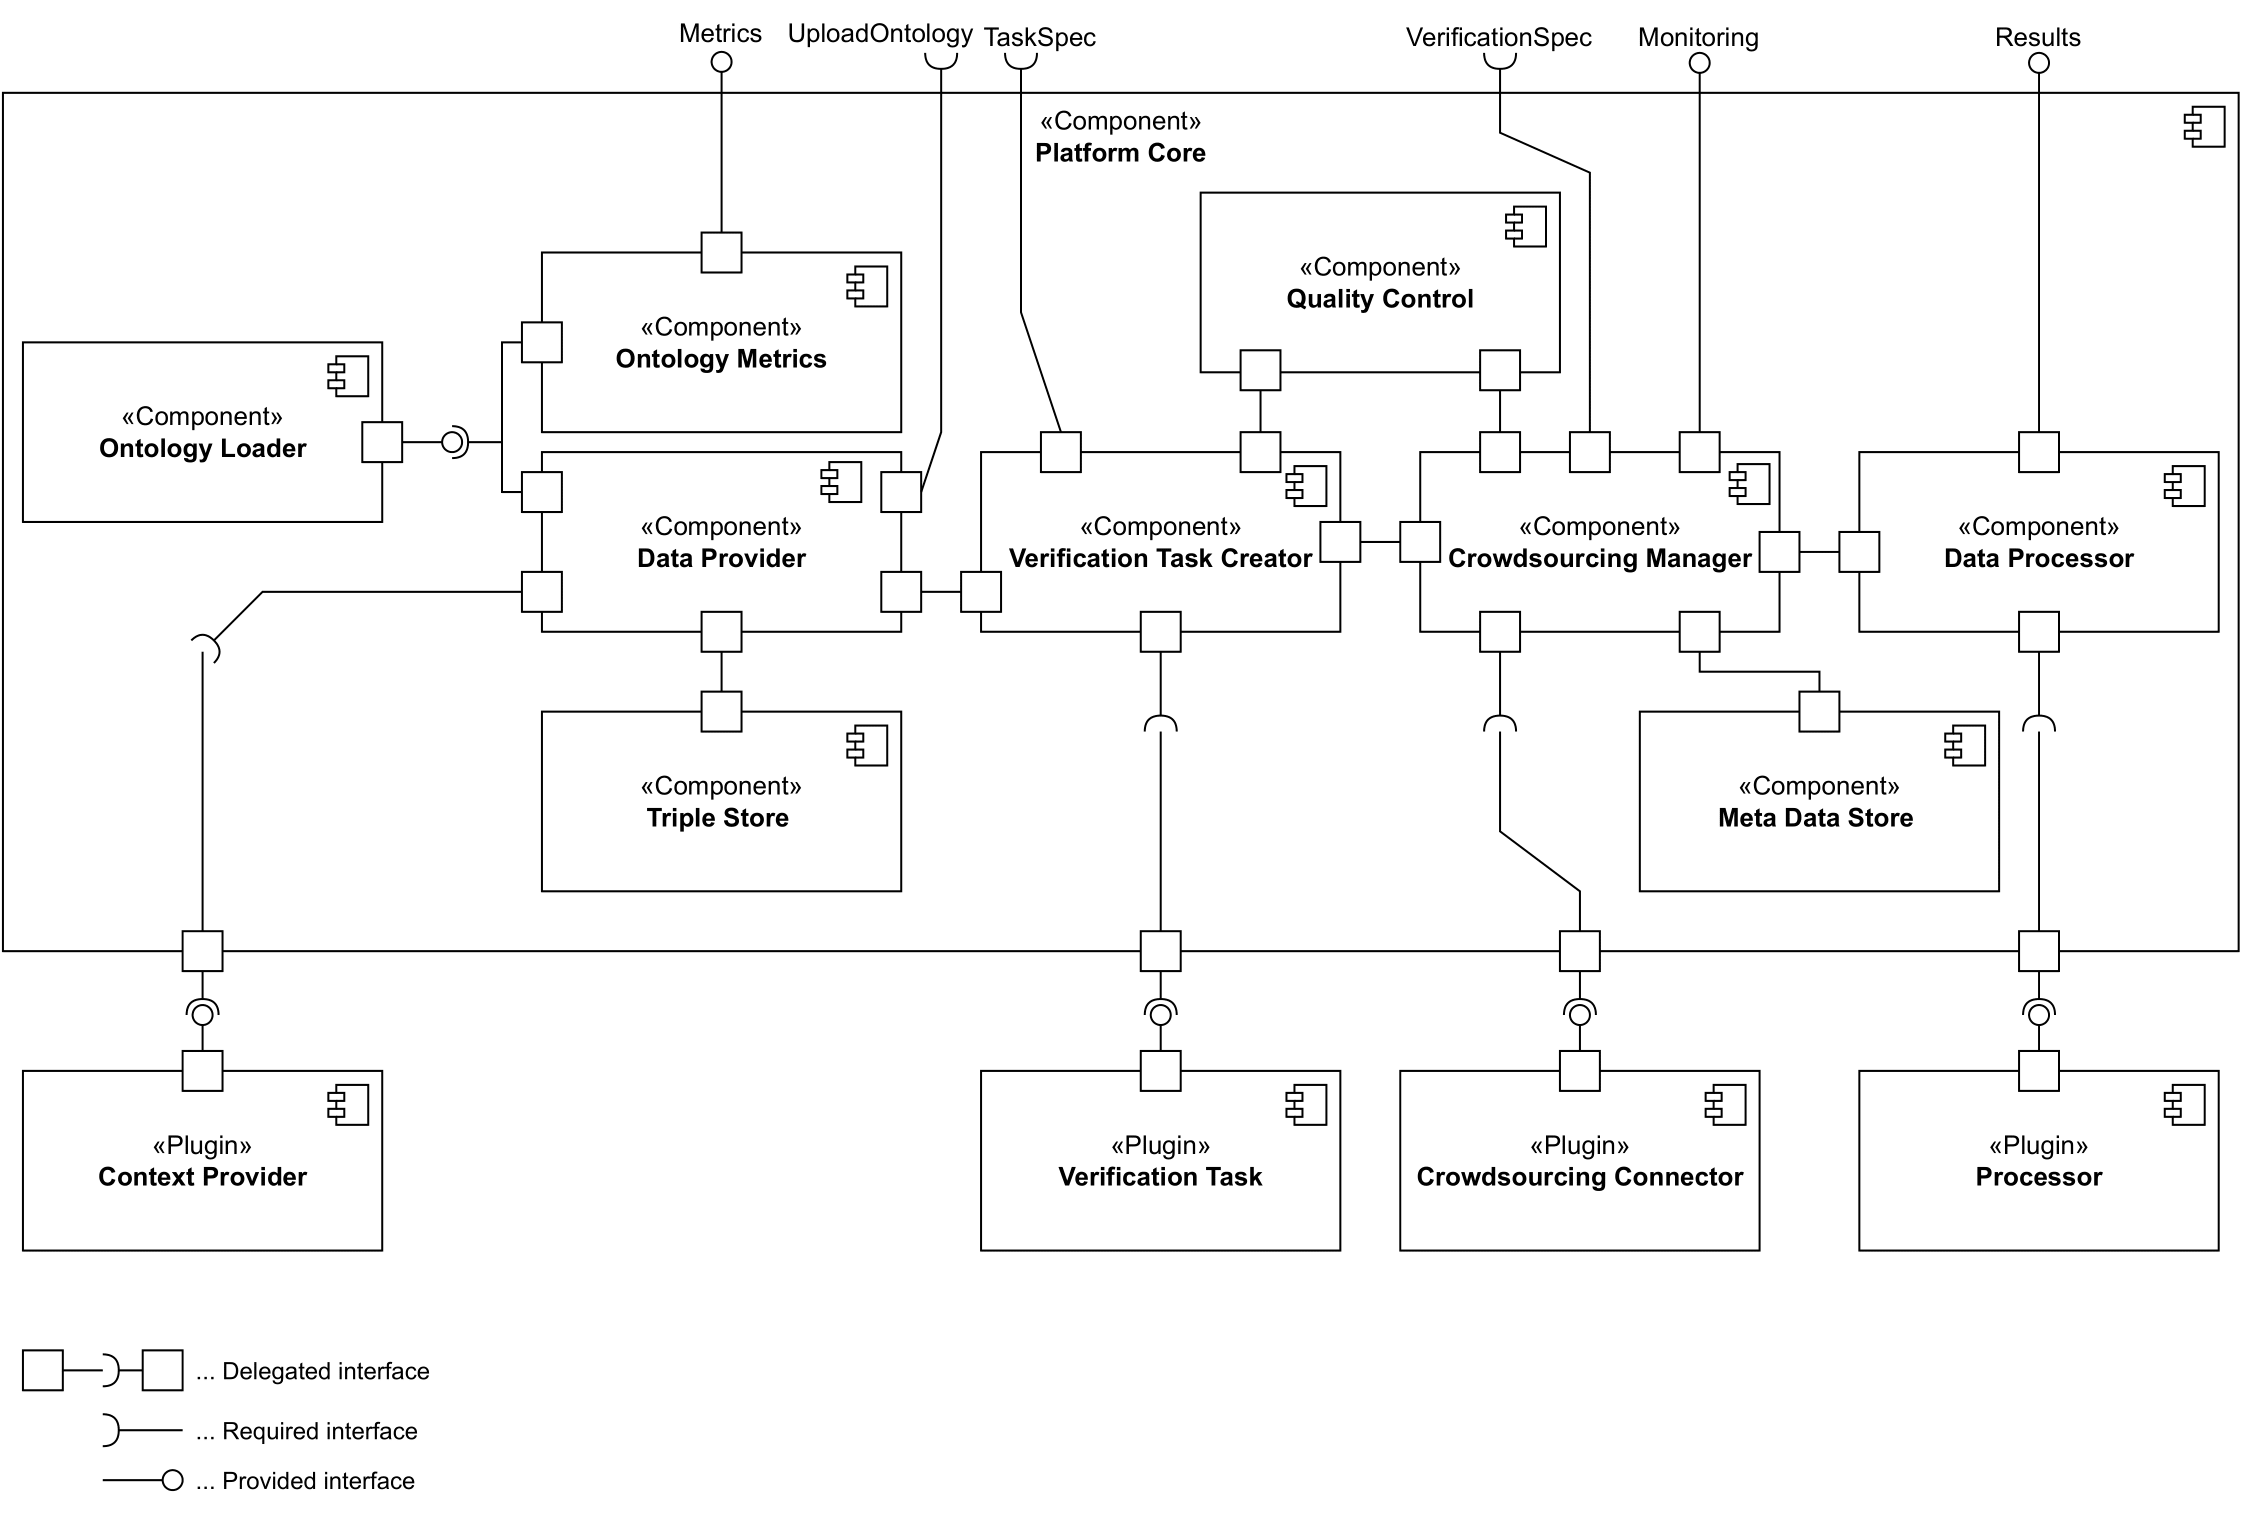 Metrics
UploadOntology
TaskSpec
VerificationSpec
Monitoring
Results
«Component»
Platform Core
«Component»
Quality Control
«Component»
Ontology Metrics
«Component»
Ontology Loader
«Component»
Data Provider
«Component»
Verification Task Creator
«Component»
Crowdsourcing Manager
«Component»
Data Processor
«Component»
Triple Store
«Component»
Meta Data Store
«Plugin»
Context Provider
«Plugin»
Verification Task
«Plugin»
Crowdsourcing Connector
«Plugin»
Processor
... Delegated interface
... Required interface
... Provided interface